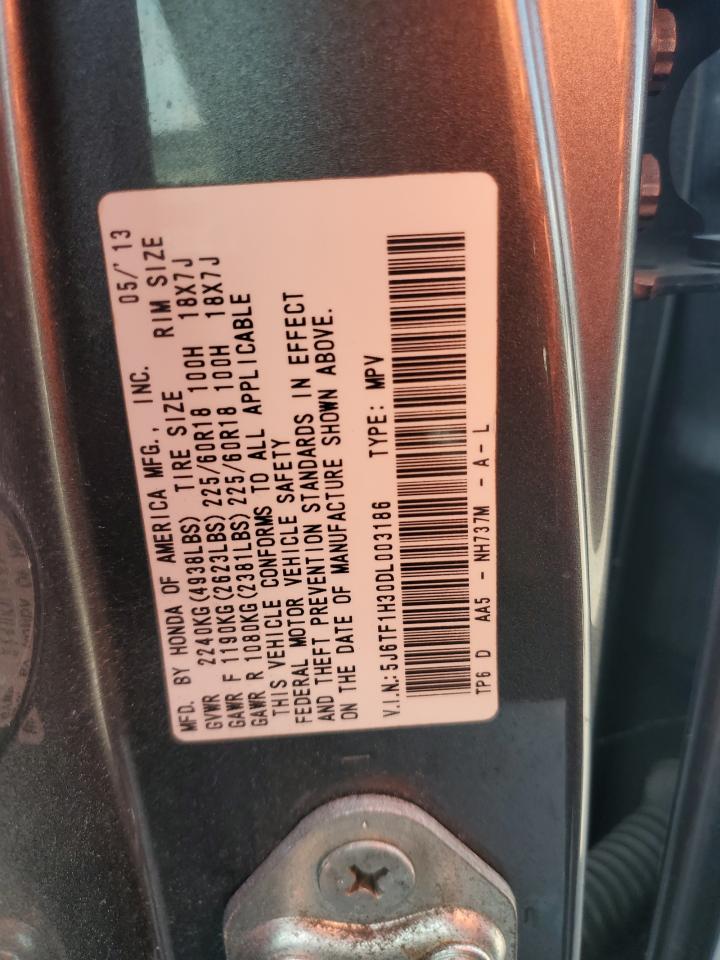 MFD. BY HONDA OF AMERICA MFG., INC. 05/'13
GVWR 2240KG(4938LBS) TIRE SIZE RIM SIZE
GAWR F 1190KG(2623LBS) 225/60R18 100H 18X7J
GAWR R 1080KG(2381LBS) 225/60R18 100H 18X7J
THIS VEHICLE CONFORMS TO ALL APPLICABLE
FEDERAL MOTOR VEHICLE SAFETY
AND THEFT PREVENTION STANDARDS IN EFFECT
ON THE DATE OF MANUFACTURE SHOWN ABOVE.
V.I.N.: 5J6TF1H30DL003186 TYPE: MPV
TP6 D AA5 - NH737M - A - L